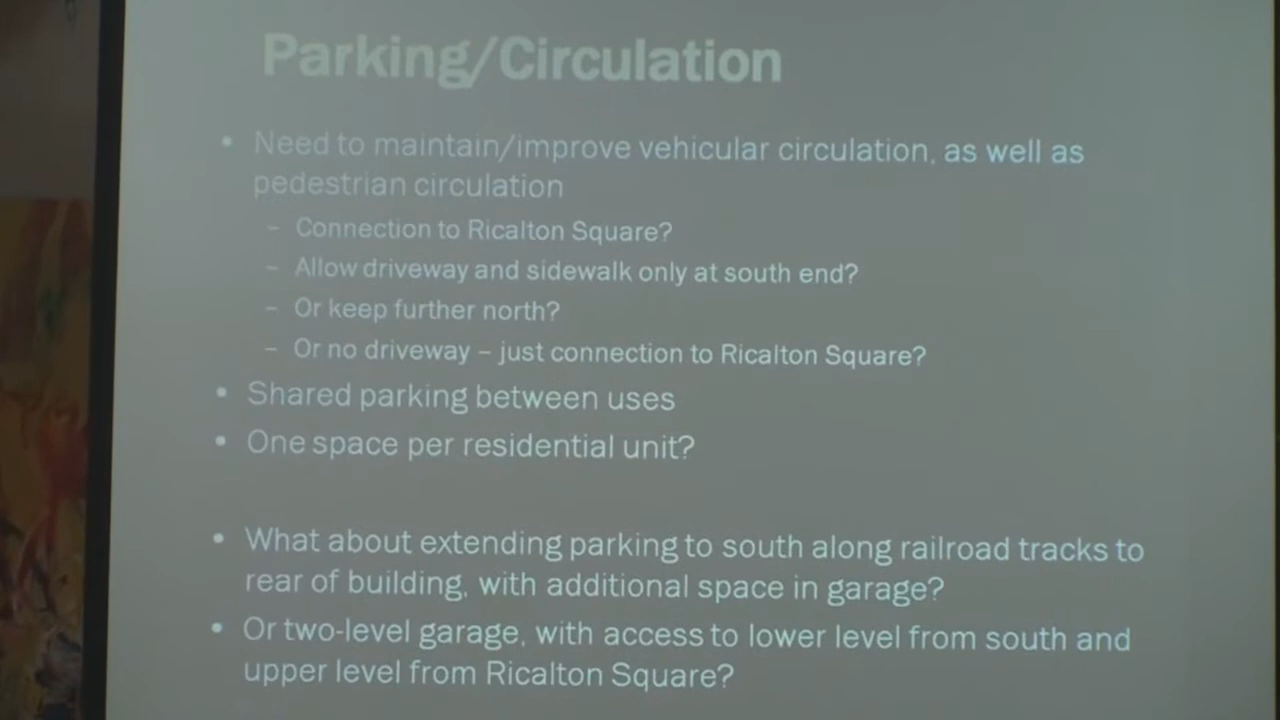 Parking/Circulation
• Need to maintain/improve vehicular circulation, as well as
pedestrian circulation
– Connection to Ricalton Square?
– Allow driveway and sidewalk only at south end?
– Or keep further north?
– Or no driveway – just connection to Ricalton Square?
• Shared parking between uses
• One space per residential unit?
• What about extending parking to south along railroad tracks to
rear of building, with additional space in garage?
• Or two-level garage, with access to lower level from south and
upper level from Ricalton Square?